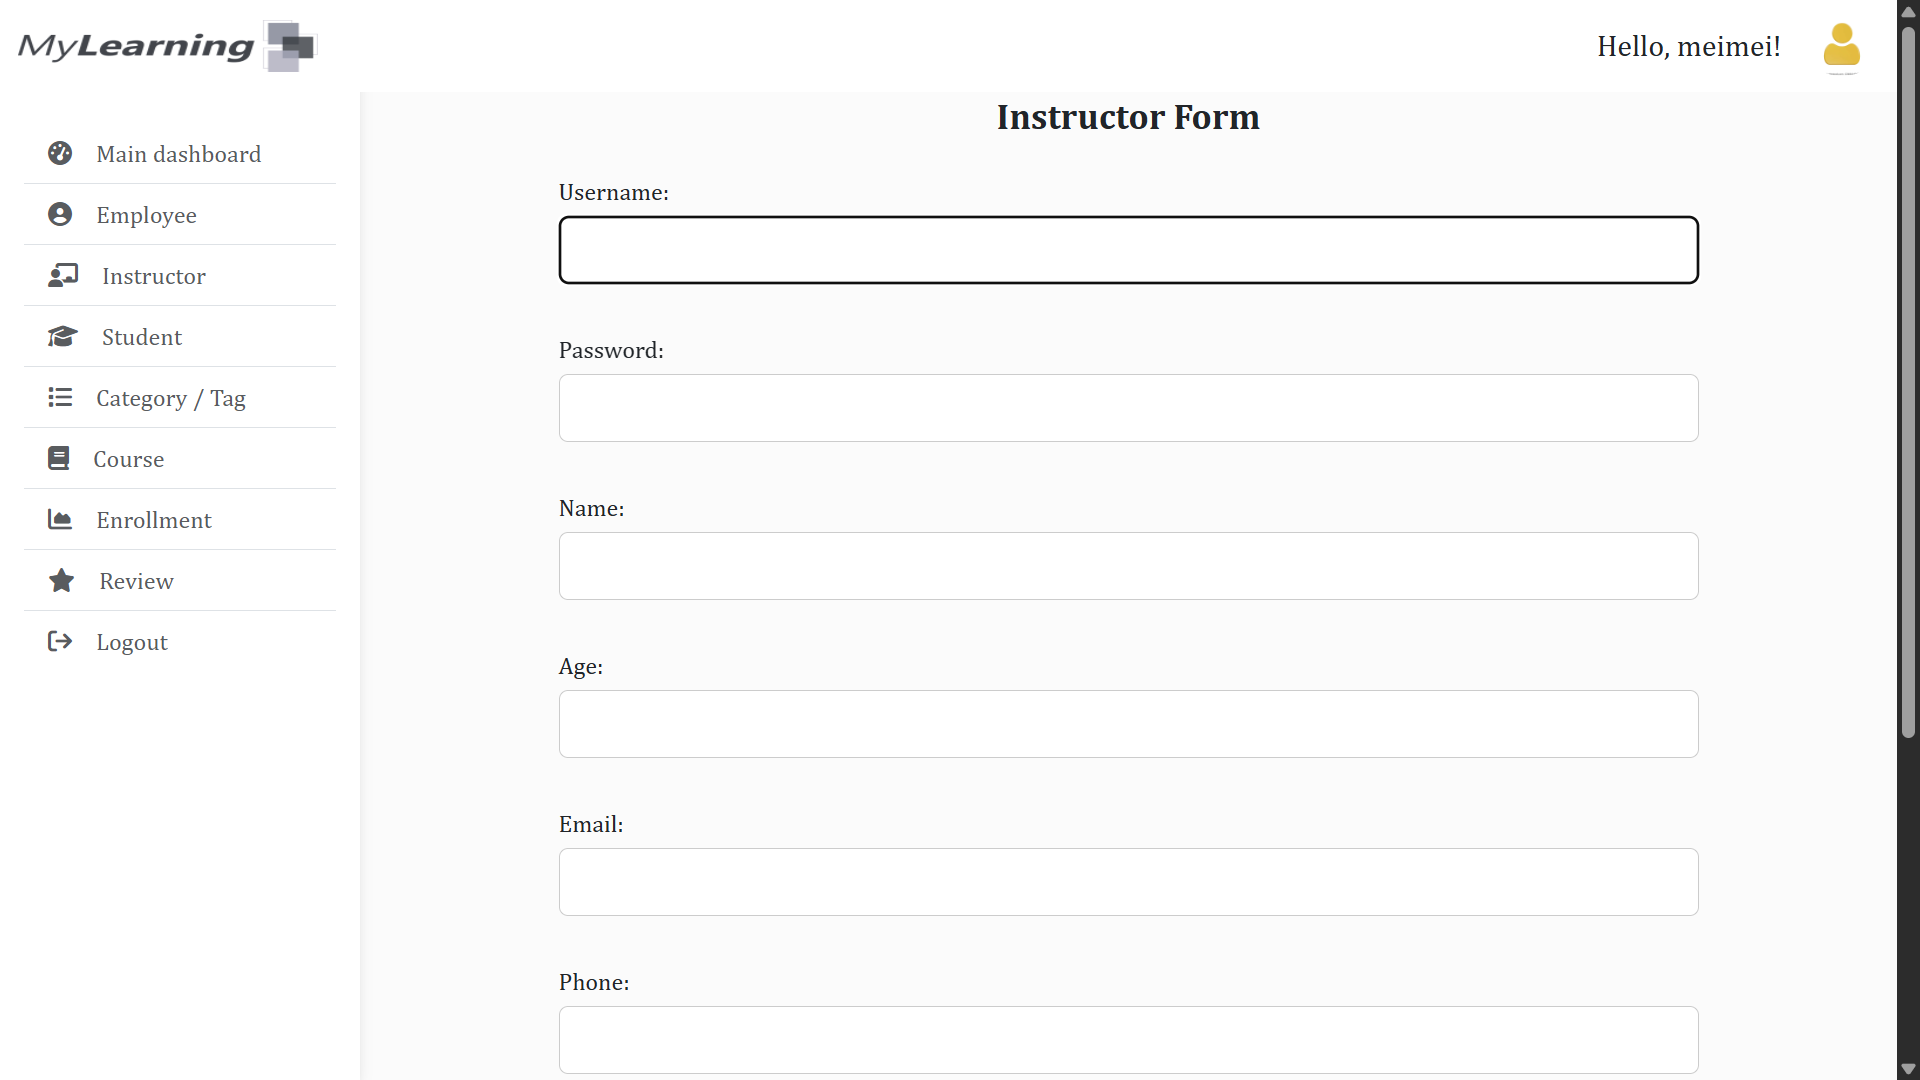 MyLearning
Hello, meimei!
Main dashboard
Employee
Instructor
Student
Category / Tag
Course
Enrollment
Review
Logout
Instructor Form
Username:
Password:
Name:
Age:
Email:
Phone: